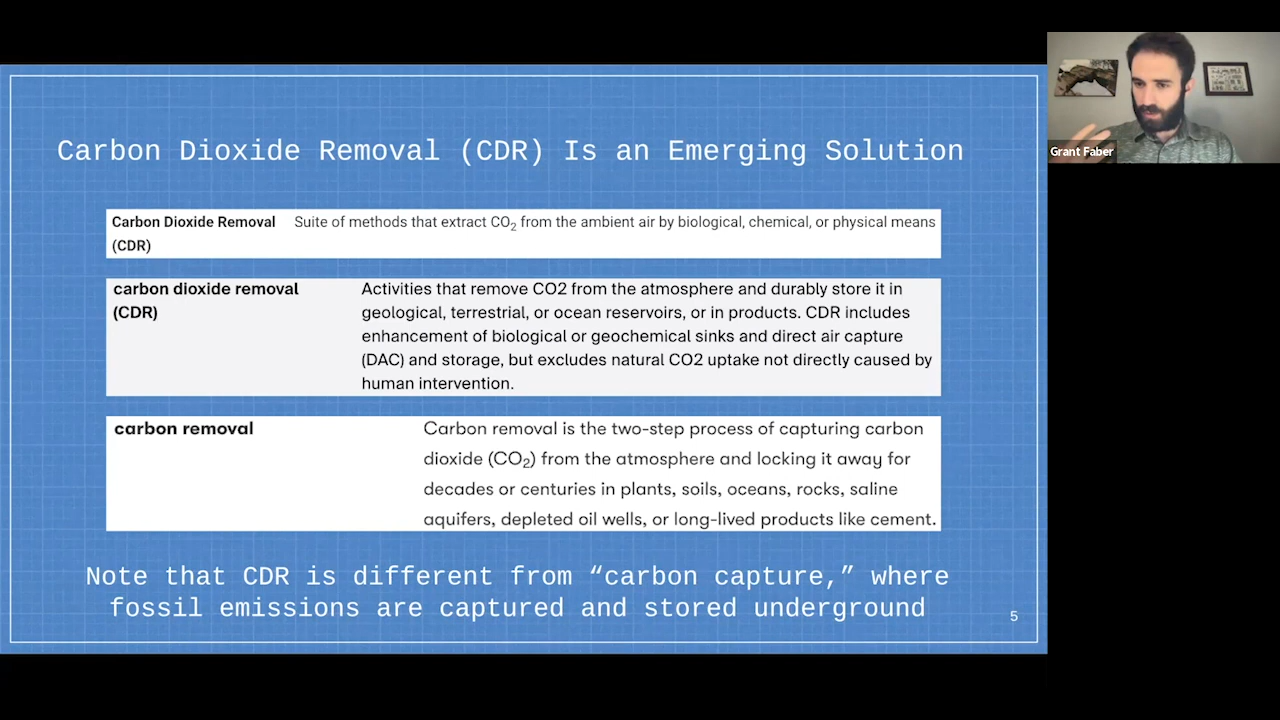 Carbon Dioxide Removal (CDR) Is an Emerging Solution
Carbon Dioxide Removal Suite of methods that extract CO₂ from the ambient air by biological, chemical, or physical means
(CDR)
carbon dioxide removal
(CDR)
Activities that remove CO2 from the atmosphere and durably store it in
geological, terrestrial, or ocean reservoirs, or in products. CDR includes
enhancement of biological or geochemical sinks and direct air capture
(DAC) and storage, but excludes natural CO2 uptake not directly caused by
human intervention.
carbon removal
Carbon removal is the two-step process of capturing carbon
dioxide (CO₂) from the atmosphere and locking it away for
decades or centuries in plants, soils, oceans, rocks, saline
aquifers, depleted oil wells, or long-lived products like cement.
Note that CDR is different from “carbon capture,” where
fossil emissions are captured and stored underground
5
Grant Faber